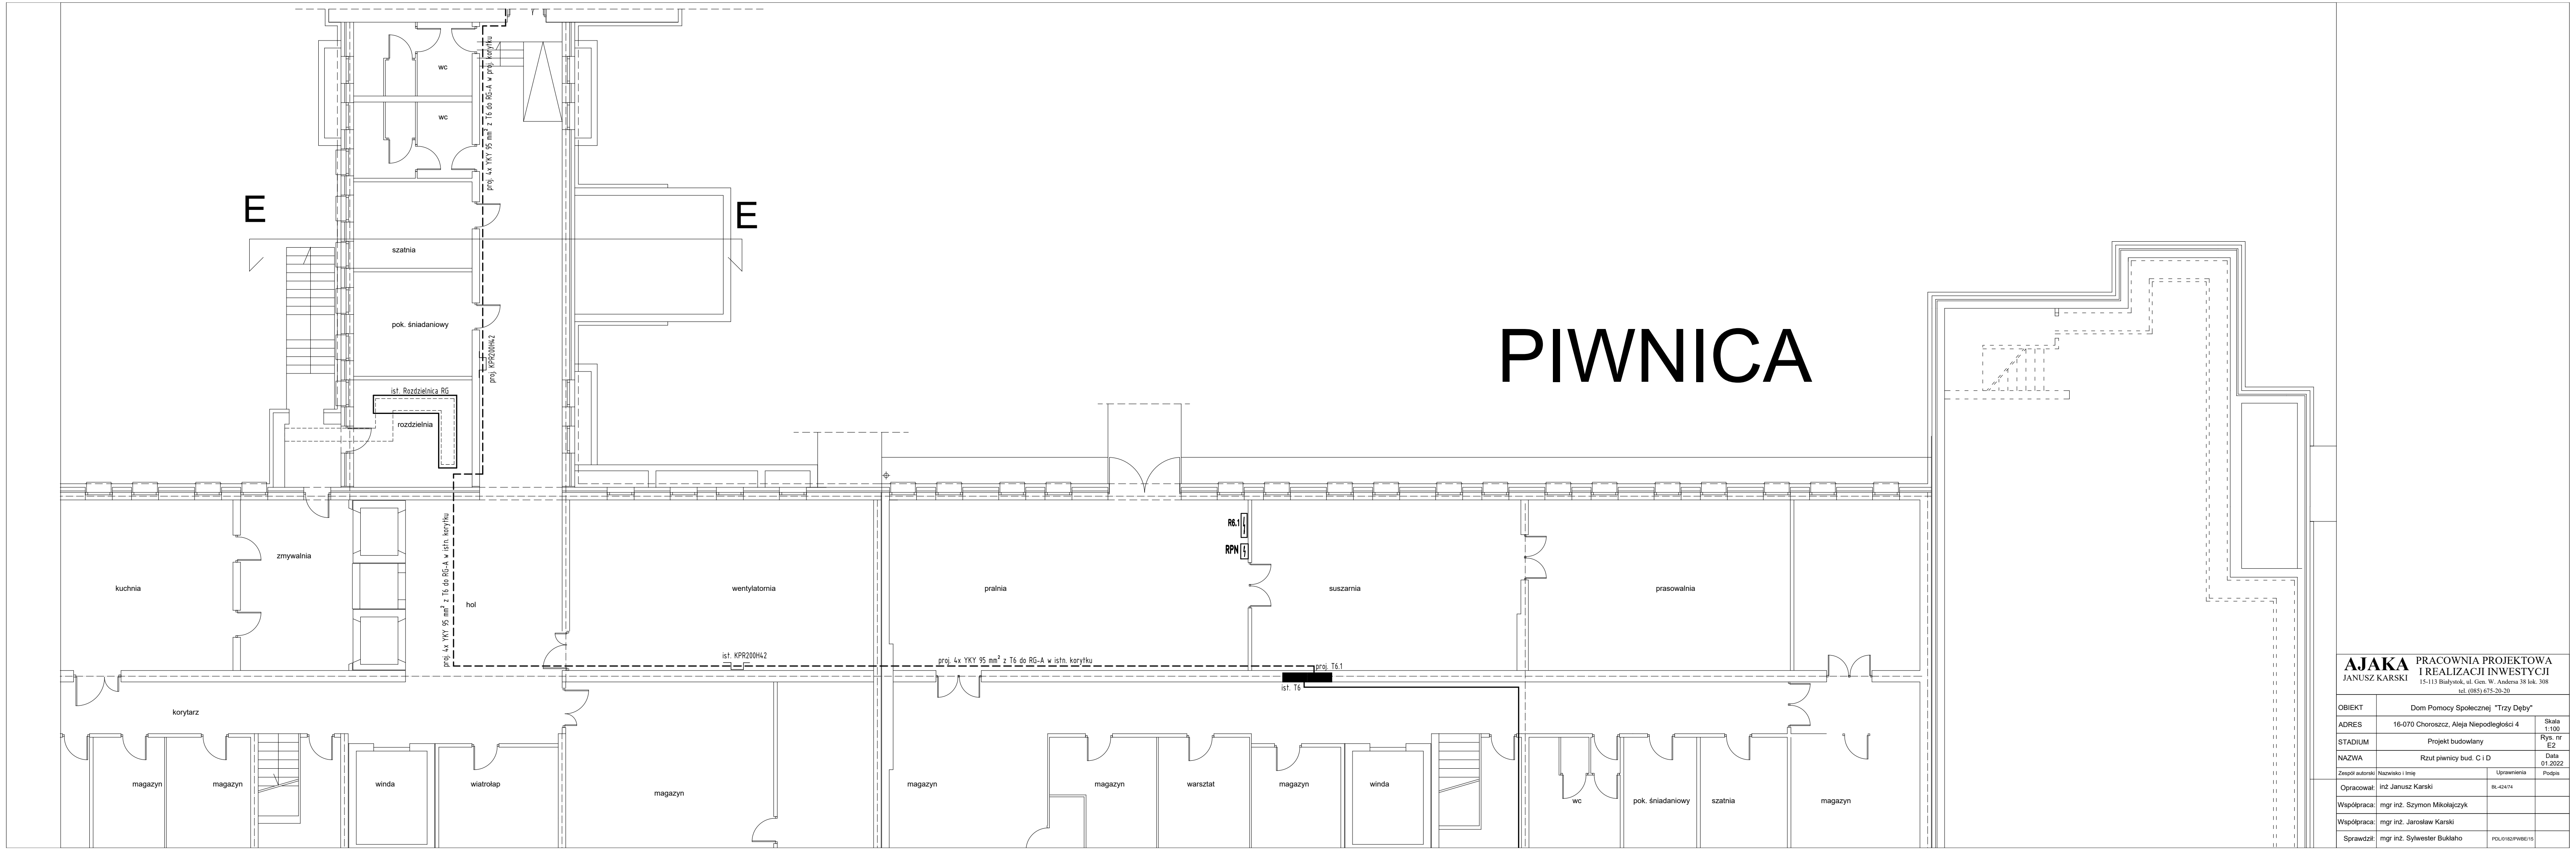 wc
wc
proj. 4x YKY 95 mm² z T6 do RG-A w proj. korytku
E
E
szatnia
pok. śniadaniowy
proj. KPR200H42
ist. Rozdzielnica RG
rozdzielnia
PIWNICA
kuchnia
zmywalnia
proj. 4x YKY 95 mm² z T6 do RG-A w istn. korytku
hol
wentylatornia
pralnia
R6.1
RPN
suszarnia
prasowalnia
ist. KPR200H42
proj. 4x YKY 95 mm² z T6 do RG-A w istn. korytku
proj. T6.1
ist. T6
korytarz
magazyn
magazyn
winda
wiatrołap
magazyn
magazyn
magazyn
warsztat
magazyn
winda
wc
pok. śniadaniowy
szatnia
magazyn
AJAKA PRACOWNIA PROJEKTOWA
JANUSZ KARSKI I REALIZACJI INWESTYCJI
15-113 Białystok, ul. Gen. W. Andersa 38 lok. 308
tel. (085) 675-20-20
OBIEKT Dom Pomocy Społecznej "Trzy Dęby"
ADRES 16-070 Choroszcz, Aleja Niepodległości 4 Skala 1:100
STADIUM Projekt budowlany Rys. nr E2
NAZWA Rzut piwnicy bud. C i D Data 01.2022
Zespół autorski Nazwisko i Imię Uprawnienia Podpis
Opracował: inż Janusz Karski BŁ-424/74
Współpraca: mgr inż. Szymon Mikołajczyk
Współpraca: mgr inż. Jarosław Karski
Sprawdził: mgr inż. Sylwester Bukłaho PDL/0182/PWBE/15